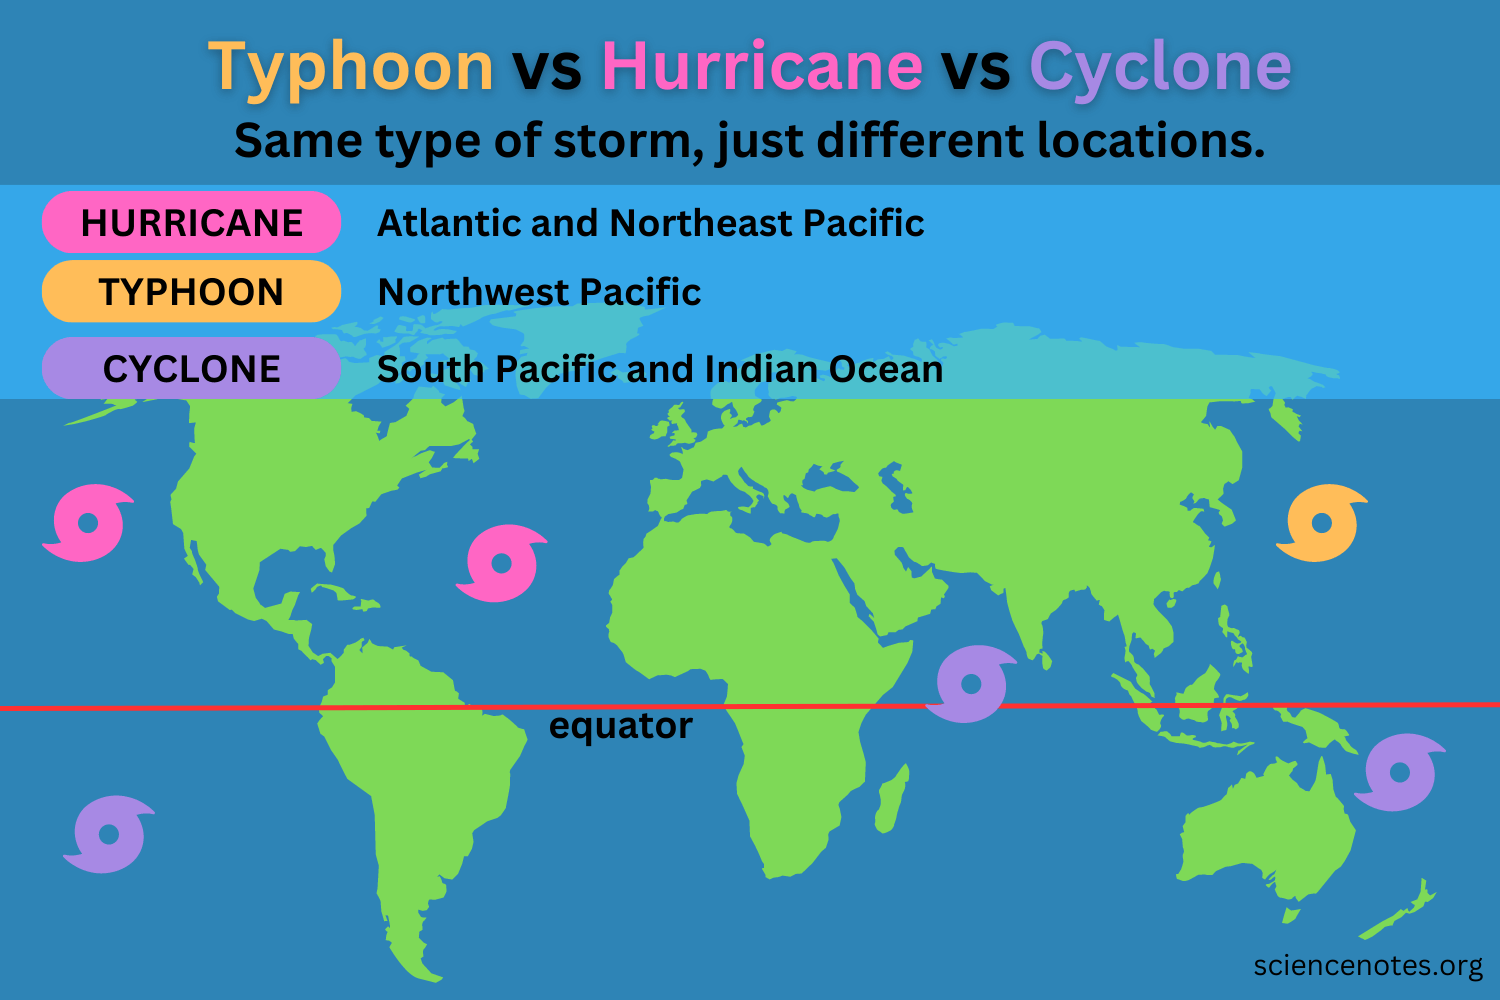 Typhoon vs Hurricane vs Cyclone
Same type of storm, just different locations.
HURRICANE Atlantic and Northeast Pacific
TYPHOON Northwest Pacific
CYCLONE South Pacific and Indian Ocean
equator
sciencenotes.org